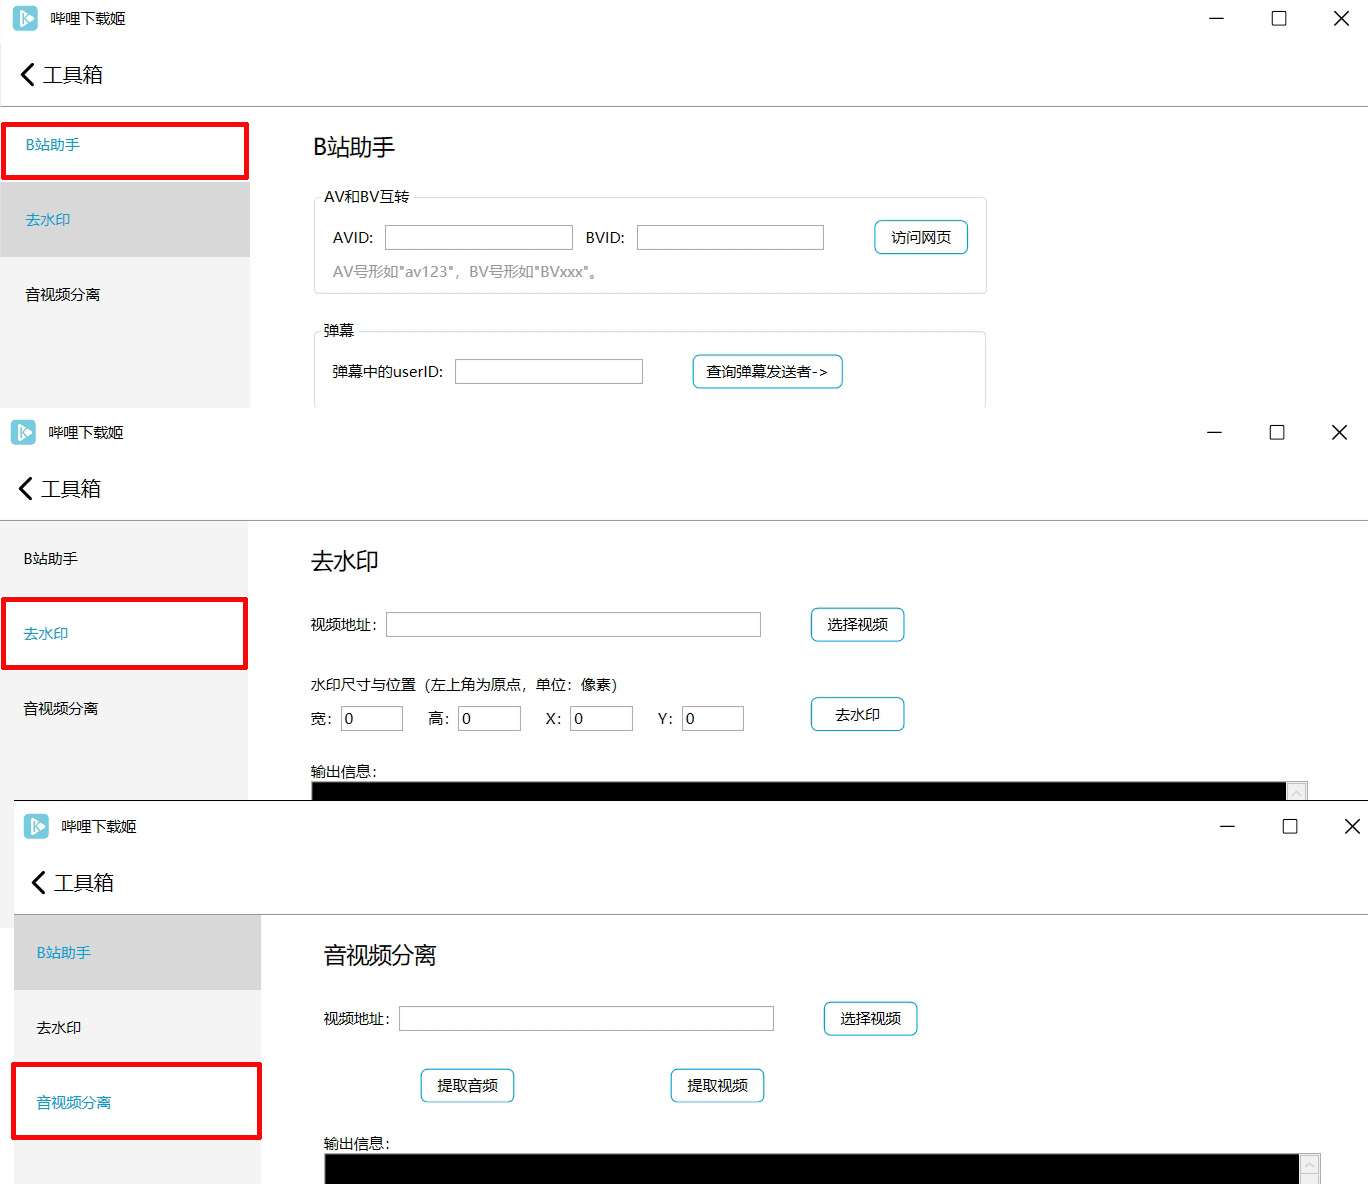 哔哩下载姬
工具箱
B站助手
去水印
音视频分离
B站助手
AV和BV互转
AVID: BVID: 访问网页
AV号形如"av123"，BV号形如"BVxxx"。
弹幕
弹幕中的userID: 查询弹幕发送者->
哔哩下载姬
工具箱
B站助手
去水印
音视频分离
去水印
视频地址： 选择视频
水印尺寸与位置（左上角为原点，单位：像素）
宽： 0 高： 0 X： 0 Y： 0 去水印
输出信息：
哔哩下载姬
工具箱
B站助手
去水印
音视频分离
音视频分离
视频地址： 选择视频
提取音频 提取视频
输出信息：